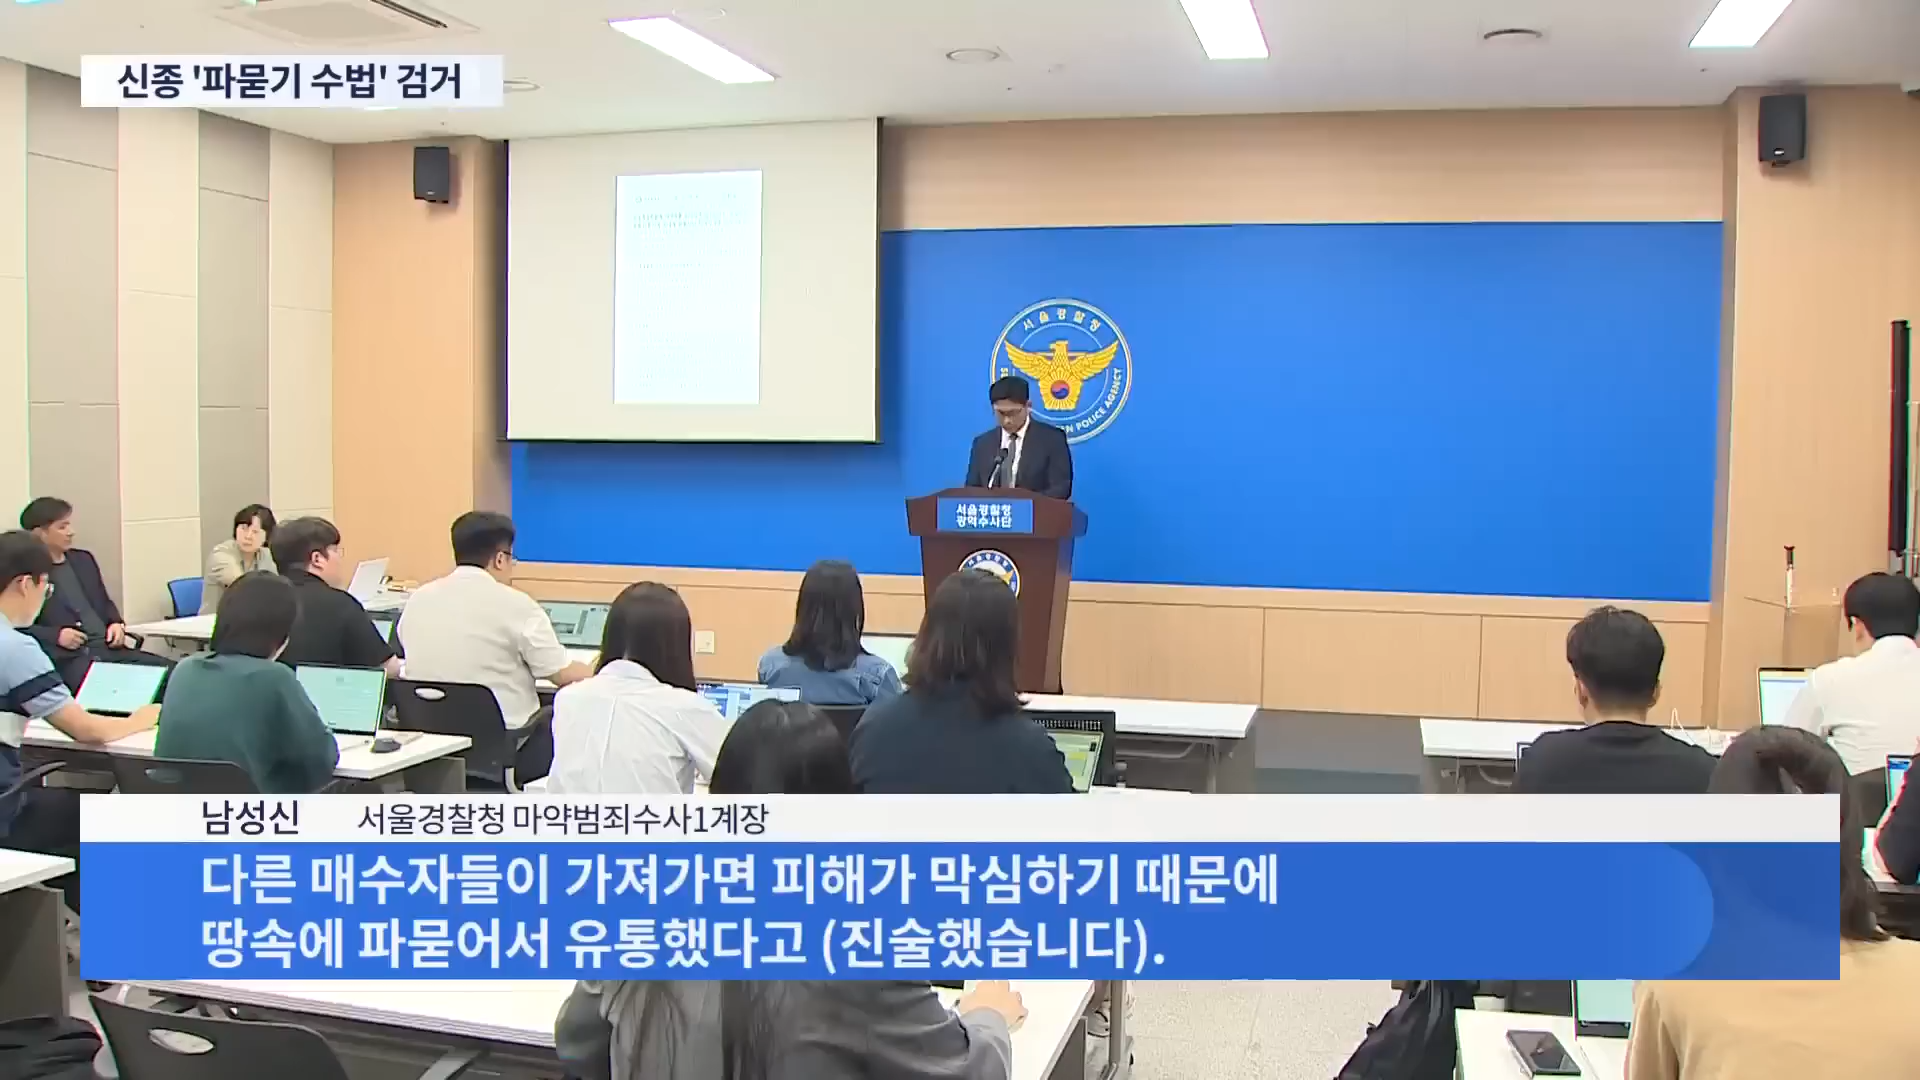 신종 '파묻기 수법' 검거
서울경찰청
POLICE AGENCY
서울경찰청
광역수사단
남성신 서울경찰청 마약범죄수사1계장
다른 매수자들이 가져가면 피해가 막심하기 때문에
땅속에 파묻어서 유통했다고 (진술했습니다).